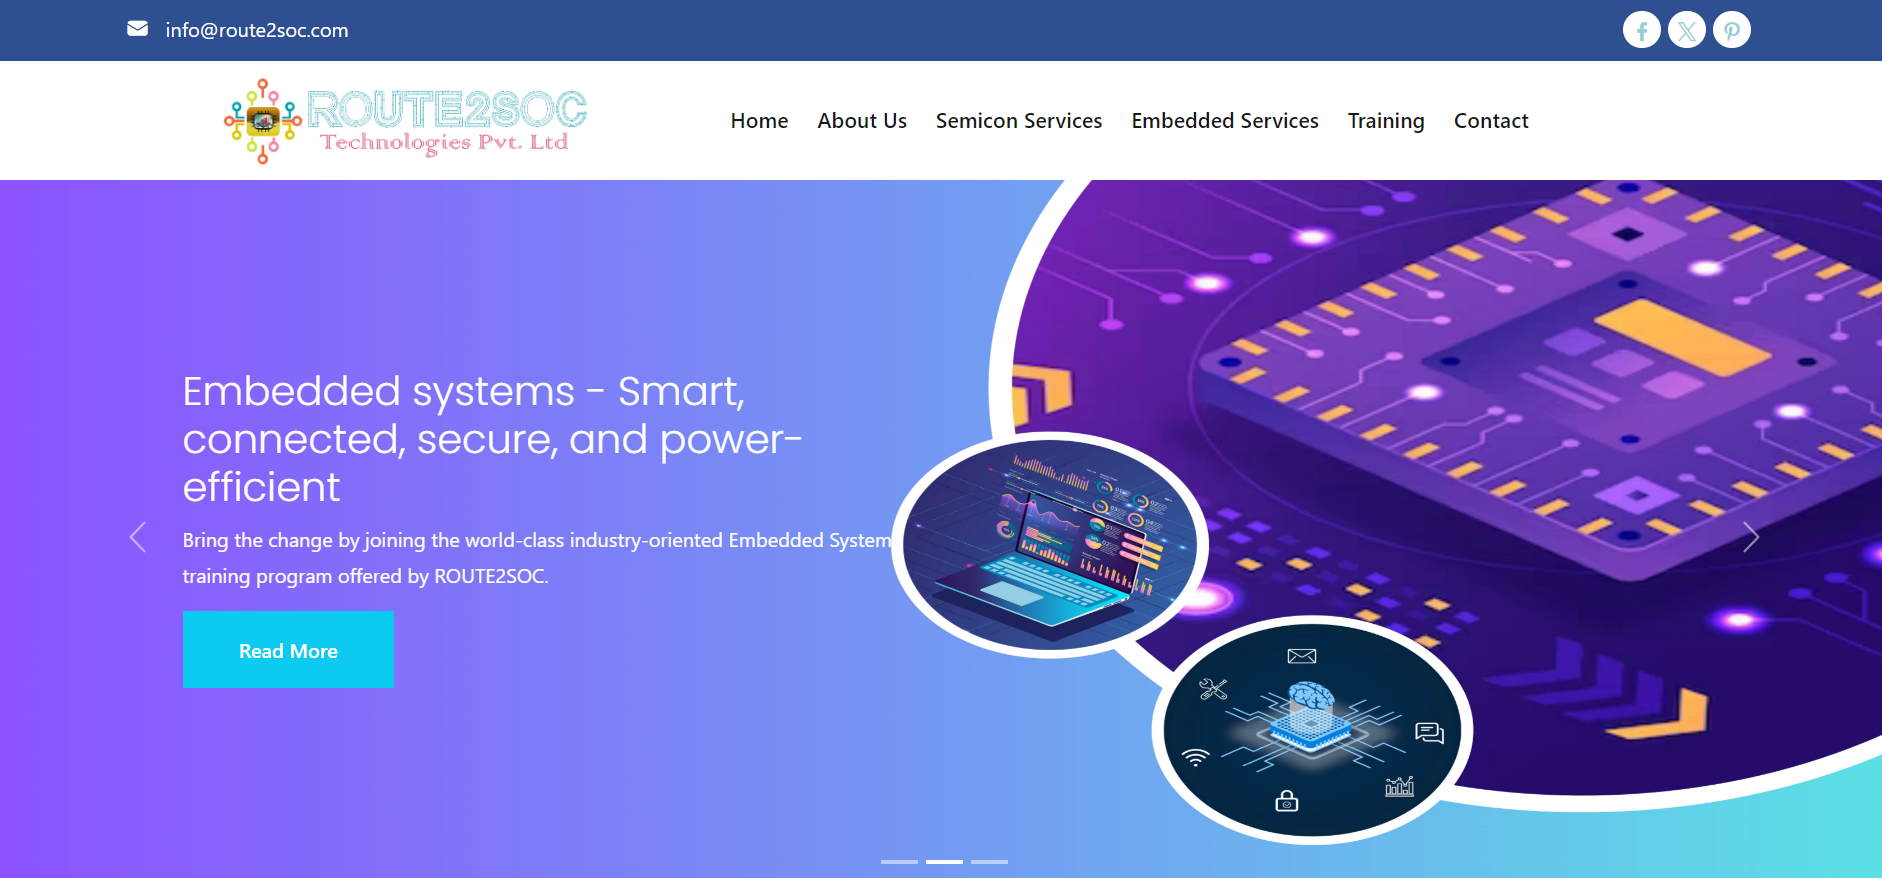 info@route2soc.com
ROUTE2SOC
Technologies Pvt. Ltd
Home About Us Semicon Services Embedded Services Training Contact
Embedded systems - Smart,
connected, secure, and power-
efficient
Bring the change by joining the world-class industry-oriented Embedded System
training program offered by ROUTE2SOC.
Read More